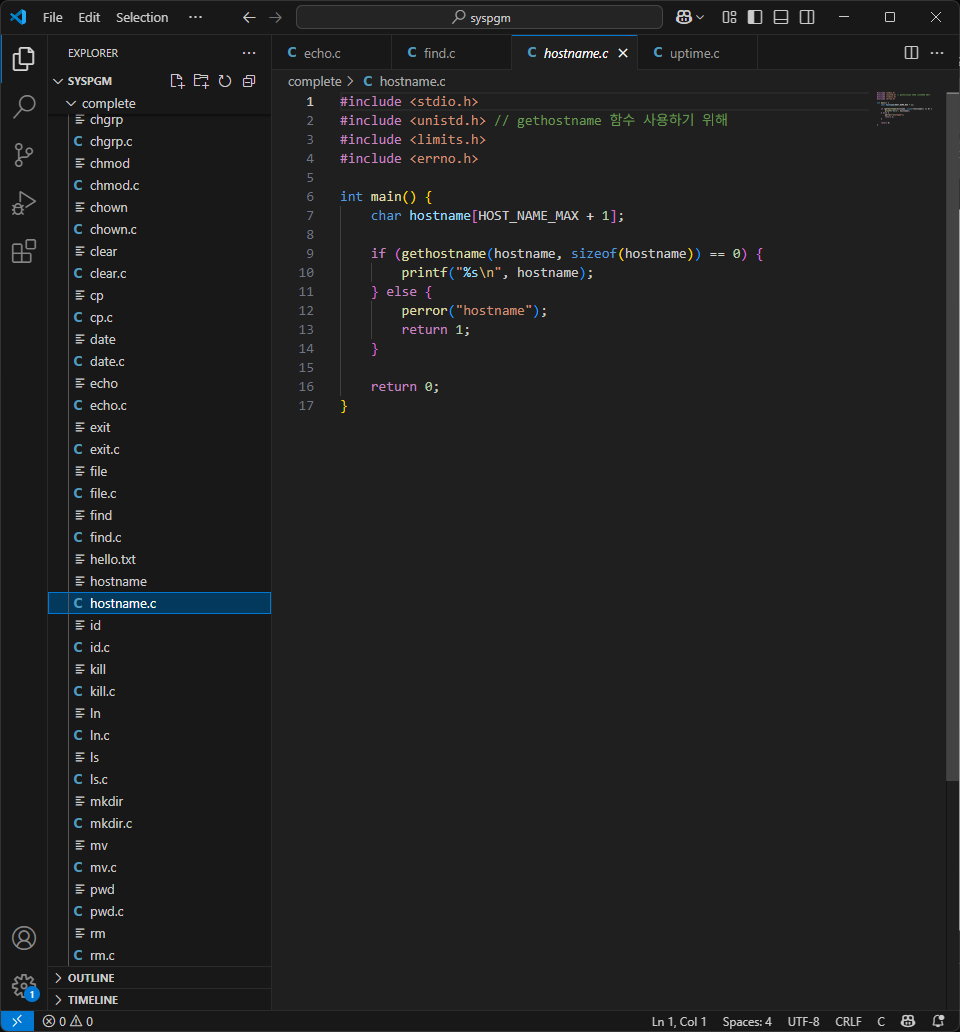 File Edit Selection ··· syspgm
EXPLORER ···
SYSPGM
complete
chgrp
chgrp.c
chmod
chmod.c
chown
chown.c
clear
clear.c
cp
cp.c
date
date.c
echo
echo.c
exit
exit.c
file
file.c
find
find.c
hello.txt
hostname
hostname.c
id
id.c
kill
kill.c
ln
ln.c
ls
ls.c
mkdir
mkdir.c
mv
mv.c
pwd
pwd.c
rm
rm.c
OUTLINE
TIMELINE
1
C echo.c C find.c C hostname.c C uptime.c ···
complete > C hostname.c
1 #include <stdio.h>
2 #include <unistd.h> // gethostname 함수 사용하기 위해
3 #include <limits.h>
4 #include <errno.h>
5
6 int main() {
7 char hostname[HOST_NAME_MAX + 1];
8
9 if (gethostname(hostname, sizeof(hostname)) == 0) {
10 printf("%s\n", hostname);
11 } else {
12 perror("hostname");
13 return 1;
14 }
15
16 return 0;
17 }
0 0 Ln 1, Col 1 Spaces: 4 UTF-8 CRLF C